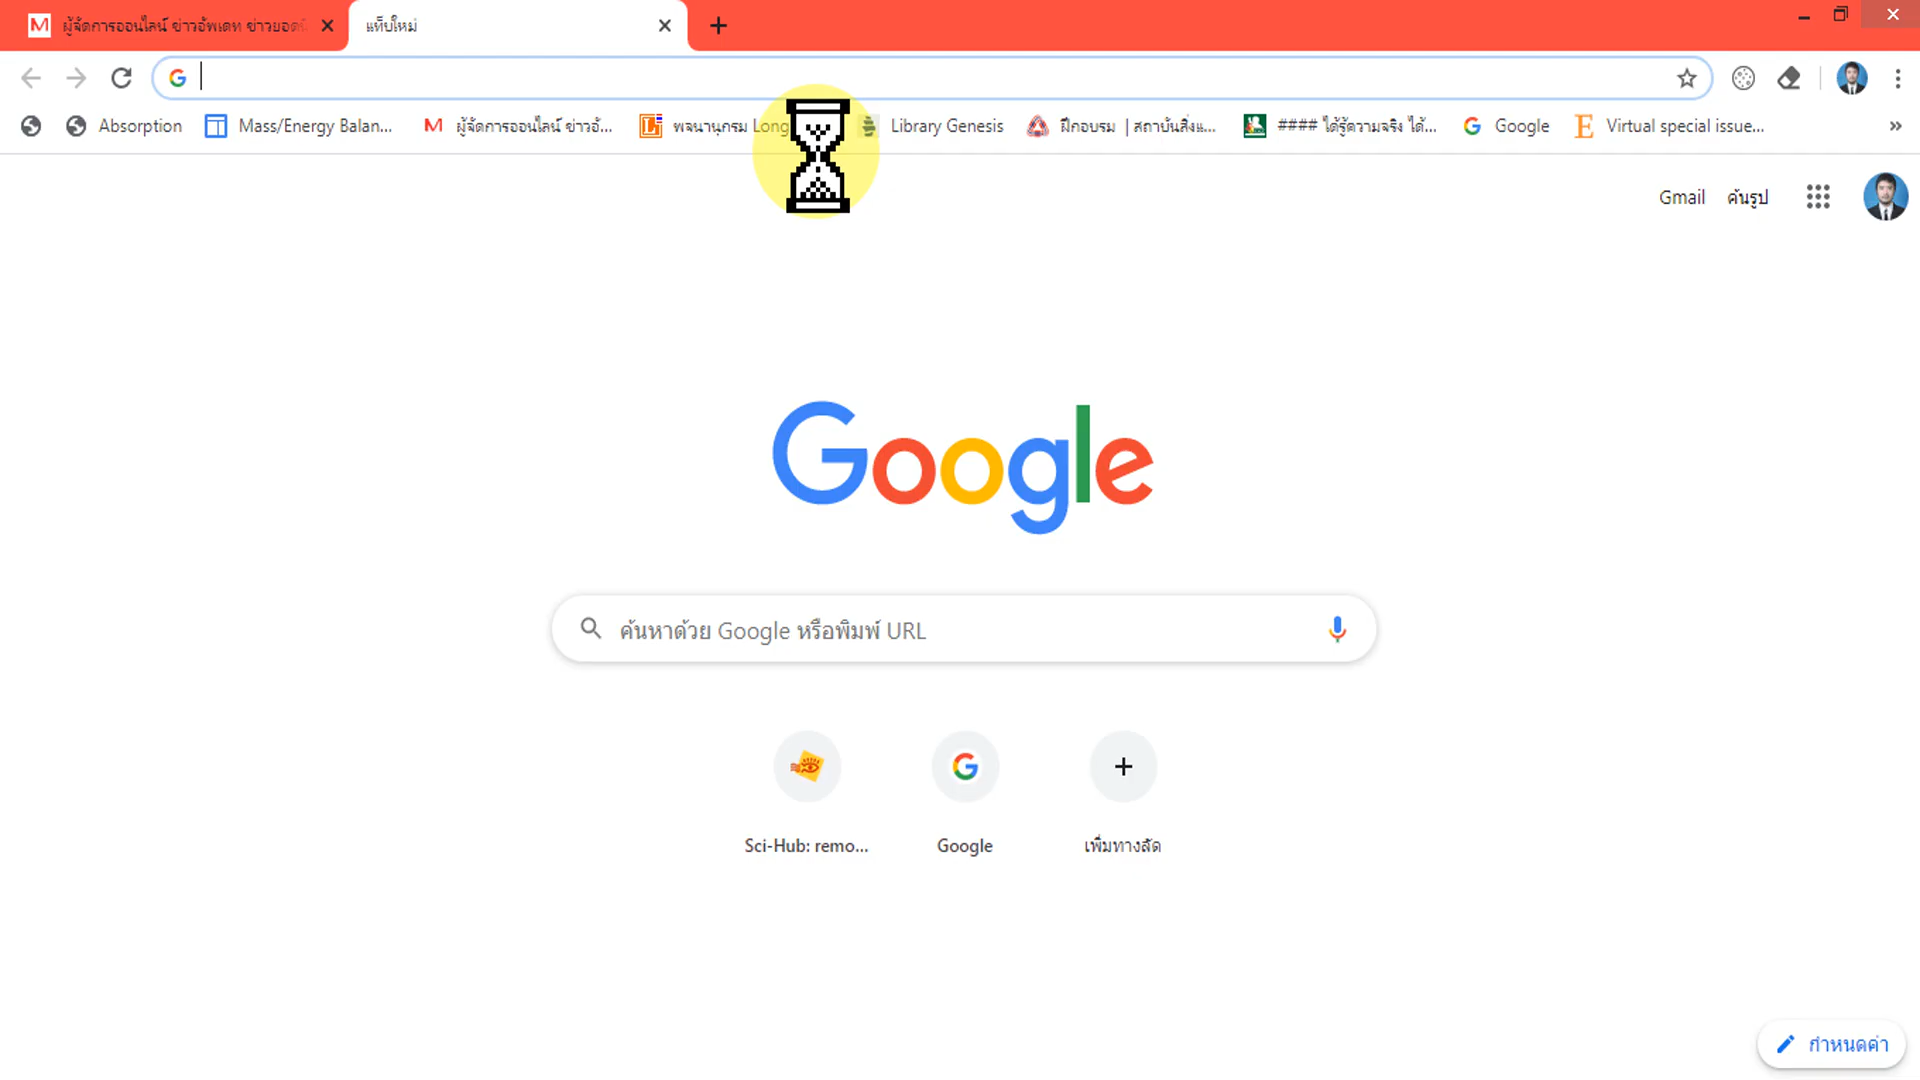 M ผู้จัดการออนไลน์ ข่าวอัพเดท ข่าวยอดนิ
แท็บใหม่
Absorption
Mass/Energy Balan...
M ผู้จัดการออนไลน์ ข่าวอั...
พจนานุกรม Long
Library Genesis
ฝึกอบรม | สถาบันสิ่งแ...
#### ได้รู้ความจริง ได้...
G Google
E Virtual special issue...
Gmail ค้นรูป
Google
ค้นหาด้วย Google หรือพิมพ์ URL
Sci-Hub: remo...
Google
เพิ่มทางลัด
กำหนดค่า